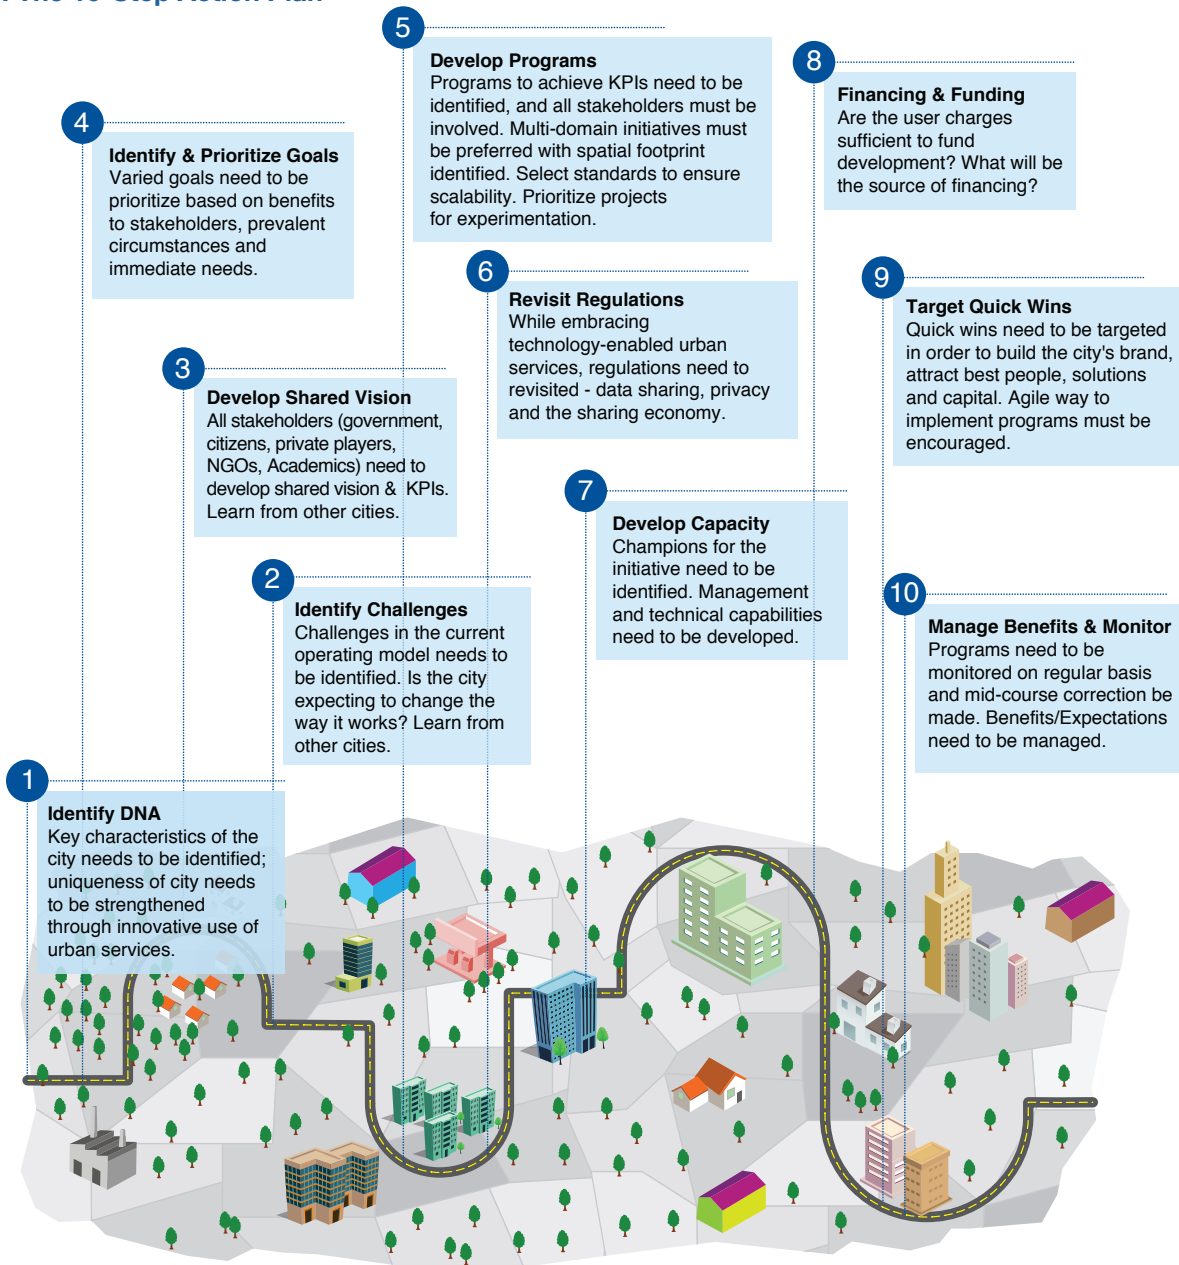 The 10-Step Action Plan
1
Identify DNA
Key characteristics of the
city needs to be identified;
uniqueness of city needs
to be strengthened
through innovative use of
urban services.
2
Identify Challenges
Challenges in the current
operating model needs to
be identified. Is the city
expecting to change the
way it works? Learn from
other cities.
3
Develop Shared Vision
All stakeholders (government,
citizens, private players,
NGOs, Academics) need to
develop shared vision & KPIs.
Learn from other cities.
4
Identify & Prioritize Goals
Varied goals need to be
prioritize based on benefits
to stakeholders, prevalent
circumstances and
immediate needs.
5
Develop Programs
Programs to achieve KPIs need to be
identified, and all stakeholders must be
involved. Multi-domain initiatives must
be preferred with spatial footprint
identified. Select standards to ensure
scalability. Prioritize projects
for experimentation.
6
Revisit Regulations
While embracing
technology-enabled urban
services, regulations need to
revisited - data sharing, privacy
and the sharing economy.
7
Develop Capacity
Champions for the
initiative need to be
identified. Management
and technical capabilities
need to be developed.
8
Financing & Funding
Are the user charges
sufficient to fund
development? What will be
the source of financing?
9
Target Quick Wins
Quick wins need to be targeted
in order to build the city's brand,
attract best people, solutions
and capital. Agile way to
implement programs must be
encouraged.
10
Manage Benefits & Monitor
Programs need to be
monitored on regular basis
and mid-course correction be
made. Benefits/Expectations
need to be managed.